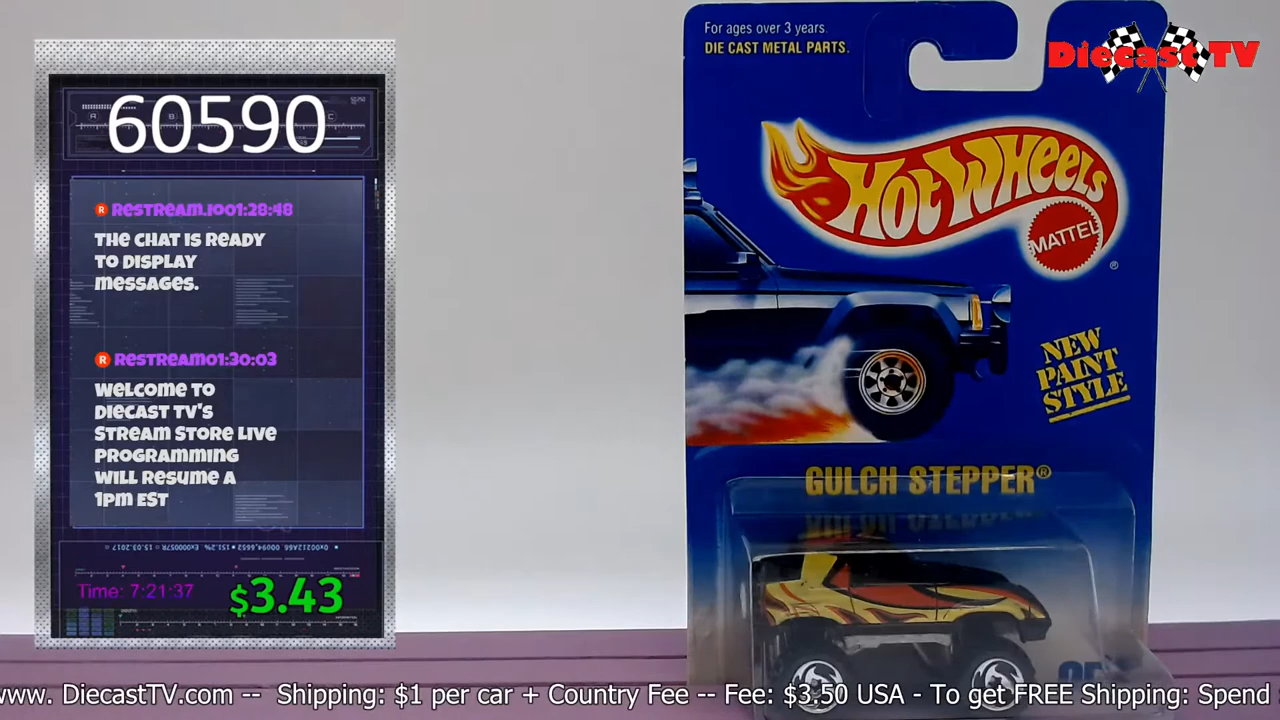 For ages over 3 years.
DIE CAST METAL PARTS.
Diecast TV
60590
HOT WHEELS
MATTEL
®
R Restream.io01:28:48
The chat is ready
to display
messages.
R Restream01:30:03
Welcome to
Diecast TV's
Stream Store Live
programming
will resume a
1pm EST
NEW
PAINT
STYLE
GULCH STEPPER®
Time: 7:21:37
$3.43
www. DiecastTV.com -- Shipping: $1 per car + Country Fee -- Fee: $3.50 USA - To get FREE Shipping: Spend